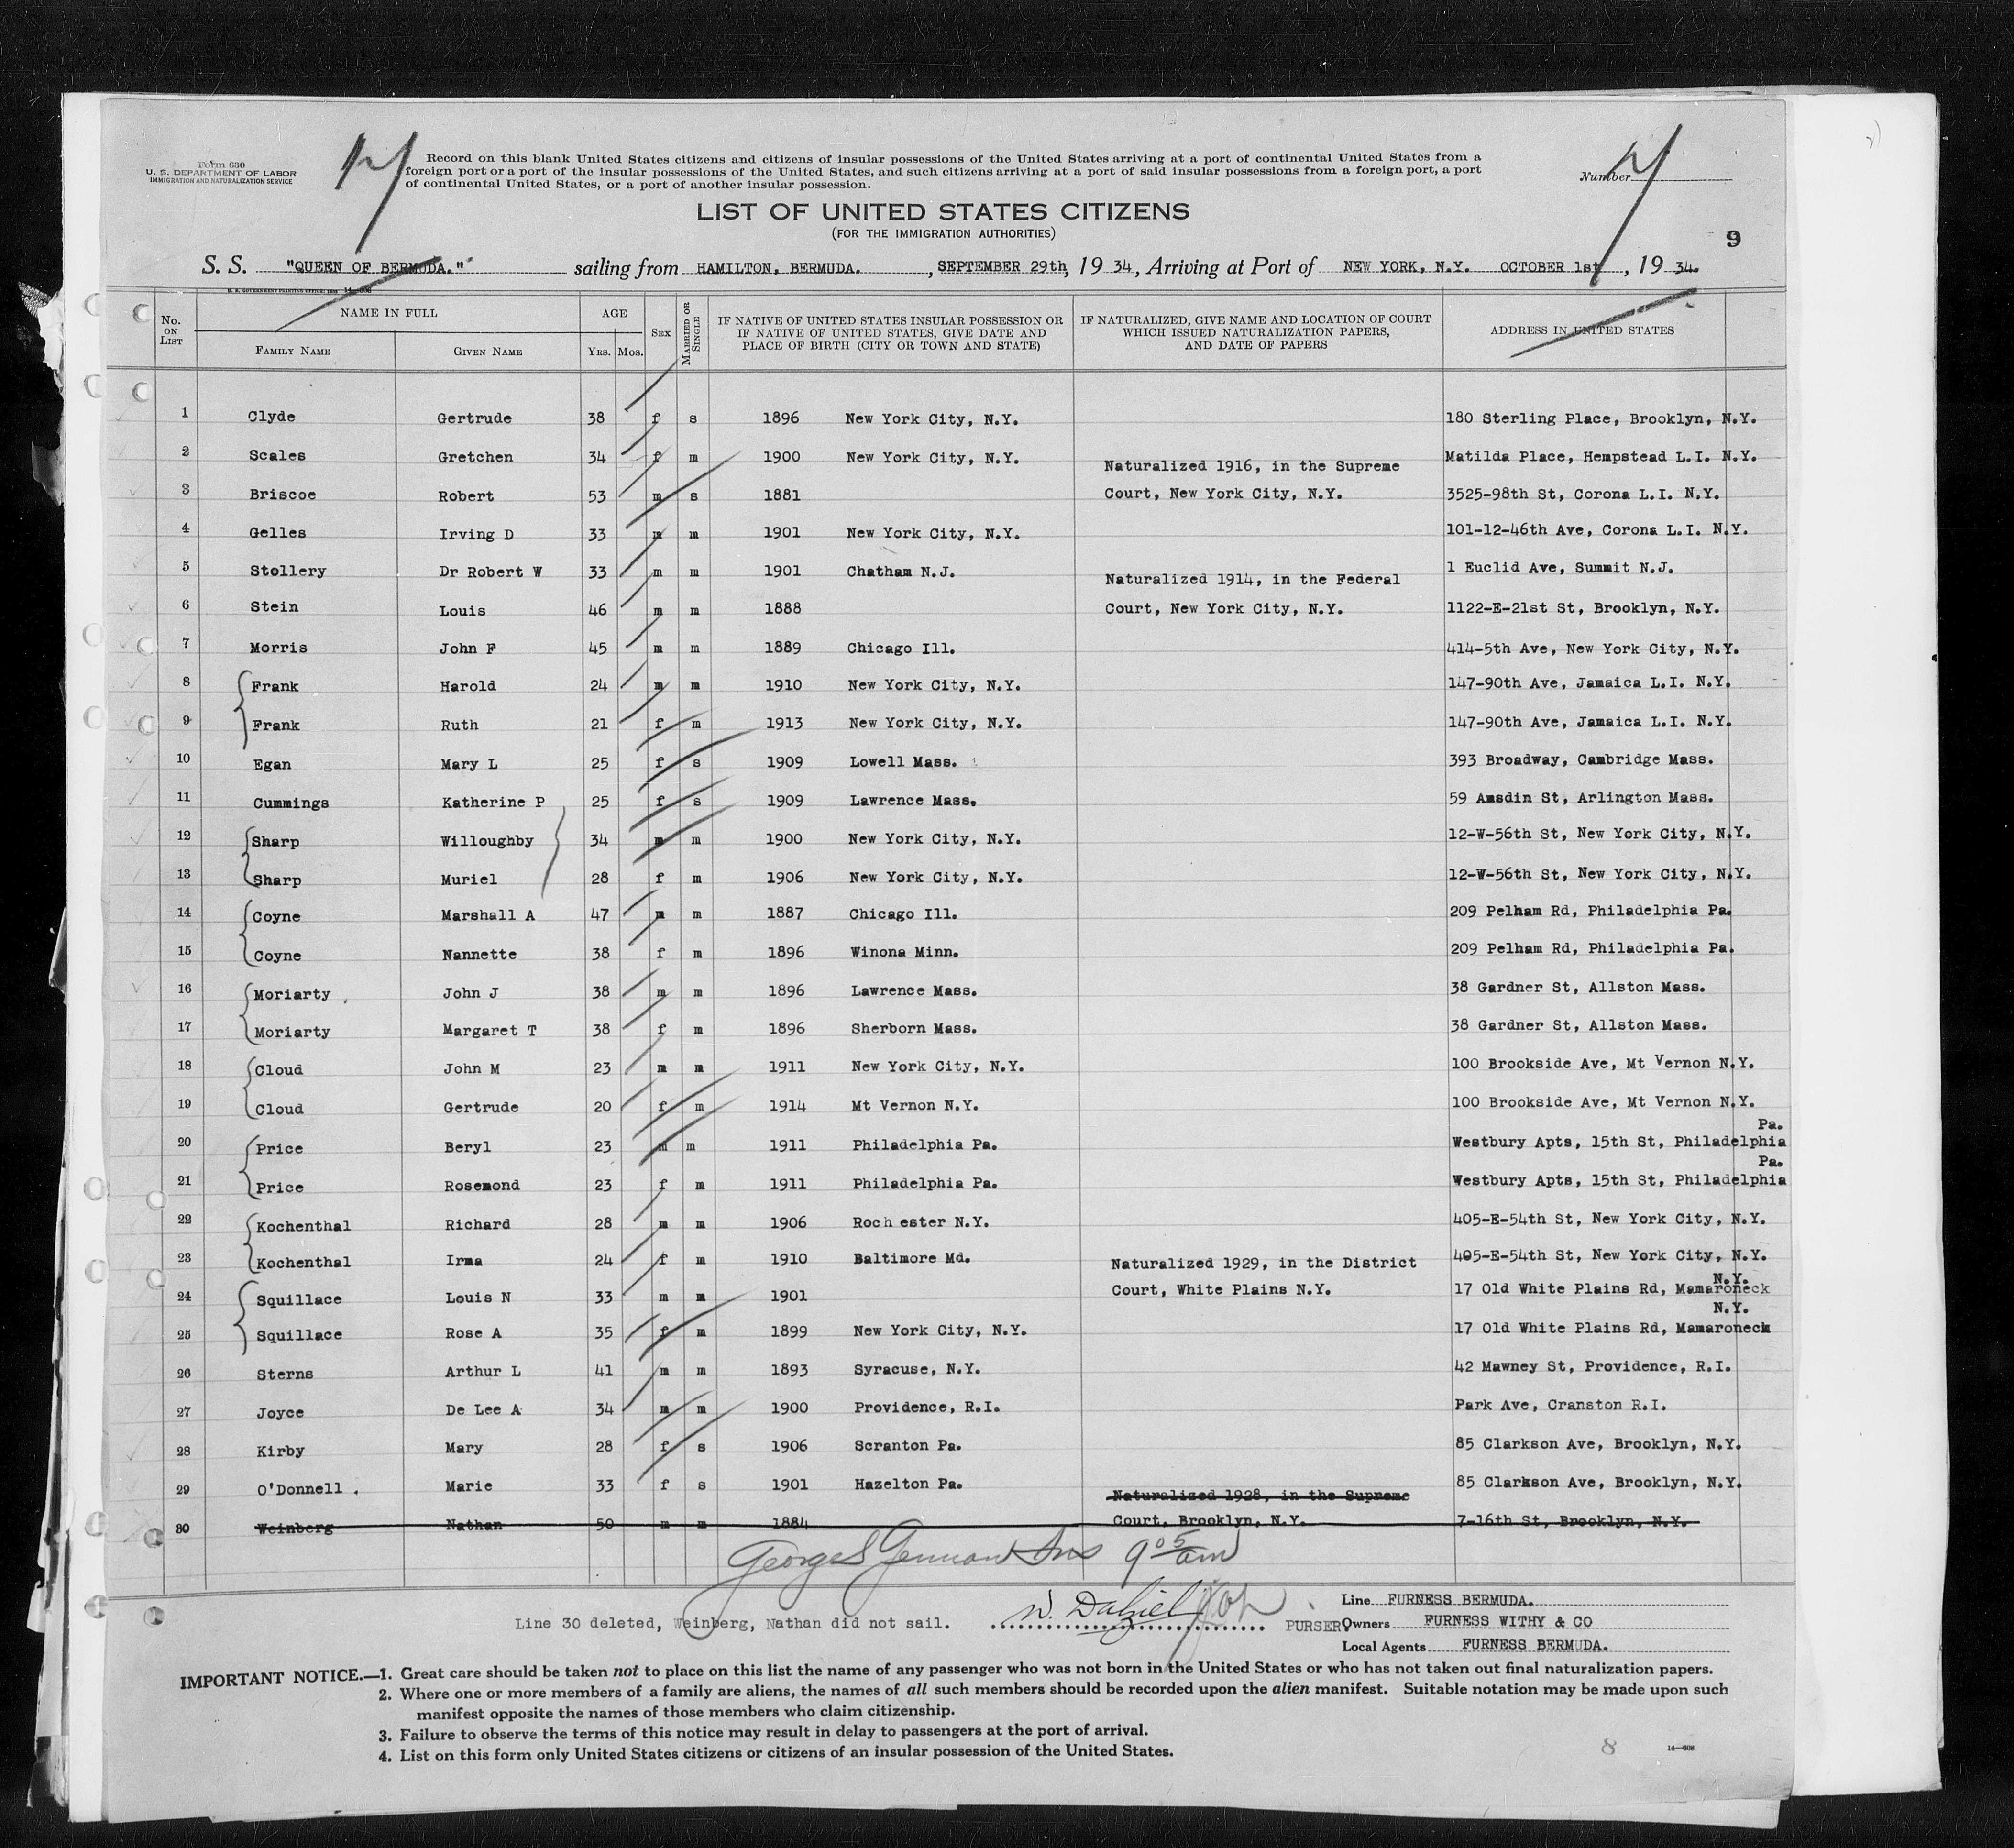 Form 630
U. S. DEPARTMENT OF LABOR
IMMIGRATION AND NATURALIZATION SERVICE
Record on this blank United States citizens and citizens of insular possessions of the United States arriving at a port of continental United States from a
foreign port or a port of the insular possessions of the United States, and such citizens arriving at a port of said insular possessions from a foreign port, a port
of continental United States, or a port of another insular possession.
Number
LIST OF UNITED STATES CITIZENS
(FOR THE IMMIGRATION AUTHORITIES)
9
S. S. "QUEEN OF BERMUDA." sailing from HAMILTON, BERMUDA., SEPTEMBER 29th, 19 34, Arriving at Port of NEW YORK, N.Y. OCTOBER 1st, 19 34.
No. ON LIST NAME IN FULL FAMILY NAME GIVEN NAME AGE YRS. MOS. SEX MARRIED OR SINGLE IF NATIVE OF UNITED STATES INSULAR POSSESSION OR IF NATIVE OF UNITED STATES, GIVE DATE AND PLACE OF BIRTH (CITY OR TOWN AND STATE) IF NATURALIZED, GIVE NAME AND LOCATION OF COURT WHICH ISSUED NATURALIZATION PAPERS, AND DATE OF PAPERS ADDRESS IN UNITED STATES
1 Clyde Gertrude 38 f s 1896 New York City, N.Y. 180 Sterling Place, Brooklyn, N.Y.
2 Scales Gretchen 34 f m 1900 New York City, N.Y. Matilda Place, Hempstead L.I. N.Y.
Naturalized 1916, in the Supreme
3 Briscoe Robert 53 m s 1881 Court, New York City, N.Y. 3525-98th St, Corona L.I. N.Y.
4 Gelles Irving D 33 m m 1901 New York City, N.Y. 101-12-46th Ave, Corona L.I. N.Y.
5 Stollery Dr Robert W 33 m m 1901 Chatham N.J. 1 Euclid Ave, Summit N.J.
Naturalized 1914, in the Federal
6 Stein Louis 46 m m 1888 Court, New York City, N.Y. 1122-E-21st St, Brooklyn, N.Y.
7 Morris John F 45 m m 1889 Chicago Ill. 414-5th Ave, New York City, N.Y.
8 Frank Harold 24 m m 1910 New York City, N.Y. 147-90th Ave, Jamaica L.I. N.Y.
9 Frank Ruth 21 f m 1913 New York City, N.Y. 147-90th Ave, Jamaica L.I. N.Y.
10 Egan Mary L 25 f s 1909 Lowell Mass. 393 Broadway, Cambridge Mass.
11 Cummings Katherine P 25 f s 1909 Lawrence Mass. 59 Amsdin St, Arlington Mass.
12 Sharp Willoughby 34 m m 1900 New York City, N.Y. 12-W-56th St, New York City, N.Y.
13 Sharp Muriel 28 f m 1906 New York City, N.Y. 12-W-56th St, New York City, N.Y.
14 Coyne Marshall A 47 m m 1887 Chicago Ill. 209 Pelham Rd, Philadelphia Pa.
15 Coyne Nannette 38 f m 1896 Winona Minn. 209 Pelham Rd, Philadelphia Pa.
16 Moriarty John J 38 m m 1896 Lawrence Mass. 38 Gardner St, Allston Mass.
17 Moriarty Margaret T 38 f m 1896 Sherborn Mass. 38 Gardner St, Allston Mass.
18 Cloud John M 23 m m 1911 New York City, N.Y. 100 Brookside Ave, Mt Vernon N.Y.
19 Cloud Gertrude 20 f m 1914 Mt Vernon N.Y. 100 Brookside Ave, Mt Vernon N.Y.
Pa.
20 Price Beryl 23 m m 1911 Philadelphia Pa. Westbury Apts, 15th St, Philadelphia
Pa.
21 Price Rosemond 23 f m 1911 Philadelphia Pa. Westbury Apts, 15th St, Philadelphia
22 Kochenthal Richard 28 m m 1906 Roch ester N.Y. 405-E-54th St, New York City, N.Y.
23 Kochenthal Irma 24 f m 1910 Baltimore Md. 405-E-54th St, New York City, N.Y.
Naturalized 1929, in the District
N.Y.
24 Squillace Louis N 33 m m 1901 Court, White Plains N.Y. 17 Old White Plains Rd, Mamaroneck
N.Y.
25 Squillace Rose A 35 f m 1899 New York City, N.Y. 17 Old White Plains Rd, Mamaroneck
26 Sterns Arthur L 41 m m 1893 Syracuse, N.Y. 42 Mawney St, Providence, R.I.
27 Joyce De Lee A 34 m m 1900 Providence, R.I. Park Ave, Cranston R.I.
28 Kirby Mary 28 f s 1906 Scranton Pa. 85 Clarkson Ave, Brooklyn, N.Y.
29 O'Donnell . Marie 33 f s 1901 Hazelton Pa. 85 Clarkson Ave, Brooklyn, N.Y.
Naturalized 1928, in the Supreme
30 Weinberg Nathan 50 m m 1884 Court, Brooklyn, N.Y. 7-16th St, Brooklyn, N.Y.
George S 9 05 am
Line 30 deleted, Weinberg, Nathan did not sail. W. Dalziel PURSER
Line FURNESS BERMUDA.
Owners FURNESS WITHY & CO
Local Agents FURNESS BERMUDA.
IMPORTANT NOTICE.—1. Great care should be taken not to place on this list the name of any passenger who was not born in the United States or who has not taken out final naturalization papers.
2. Where one or more members of a family are aliens, the names of all such members should be recorded upon the alien manifest. Suitable notation may be made upon such
manifest opposite the names of those members who claim citizenship.
3. Failure to observe the terms of this notice may result in delay to passengers at the port of arrival.
4. List on this form only United States citizens or citizens of an insular possession of the United States.
8
14—608